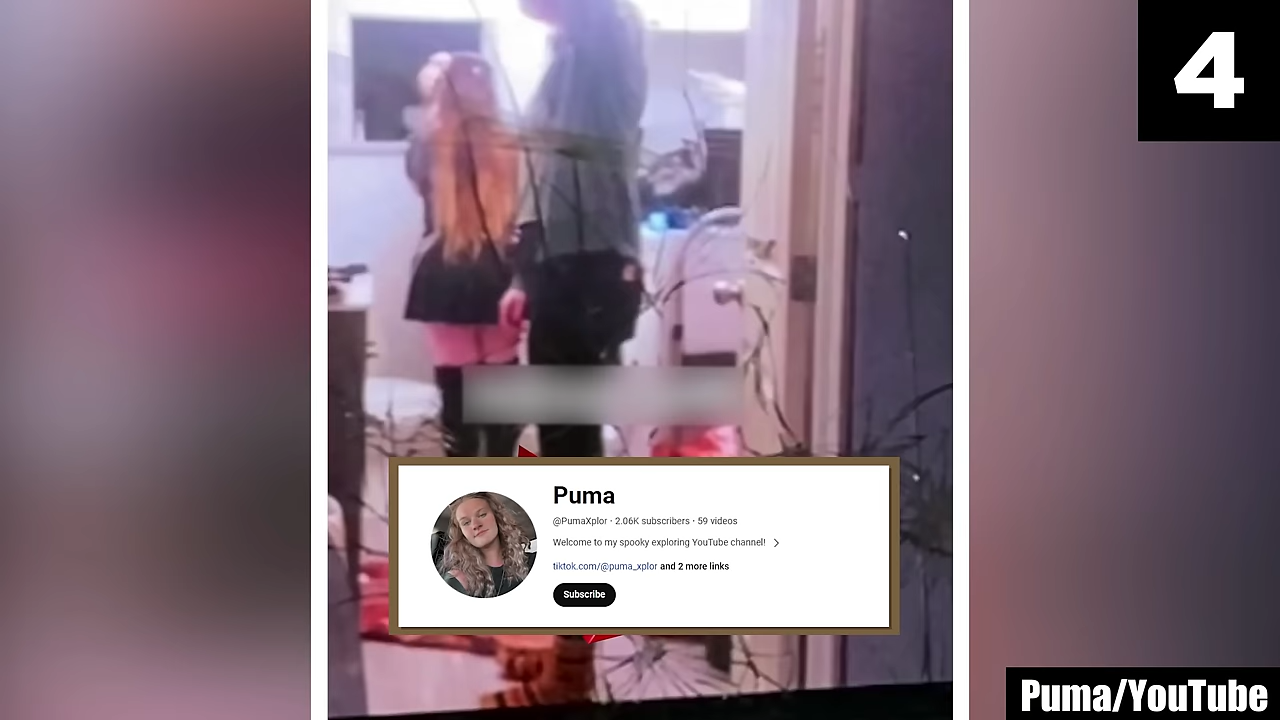 4
Puma
@PumaXplor · 2.06K subscribers · 59 videos
Welcome to my spooky exploring YouTube channel!
tiktok.com/@puma_xplor and 2 more links
Subscribe
Puma/YouTube